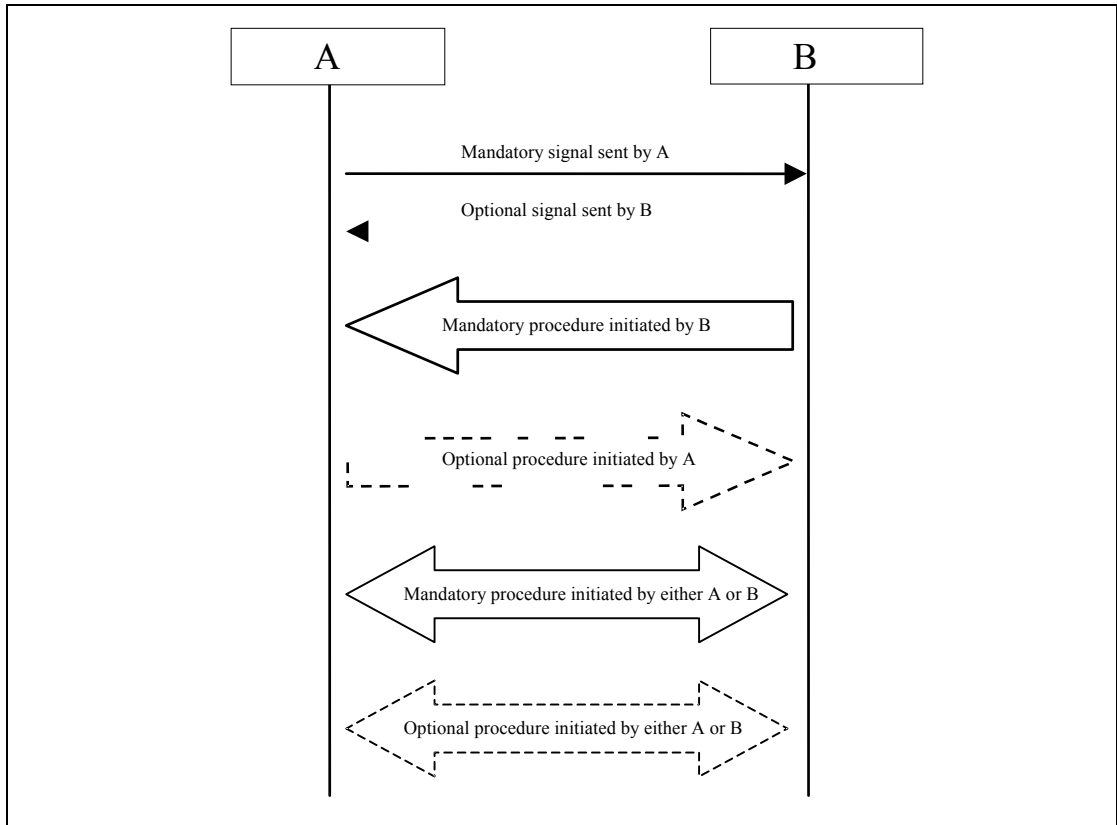 A
B
Mandatory signal sent by A
Optional signal sent by B
Mandatory procedure initiated by B
Optional procedure initiated by A
Mandatory procedure initiated by either A or B
Optional procedure initiated by either A or B